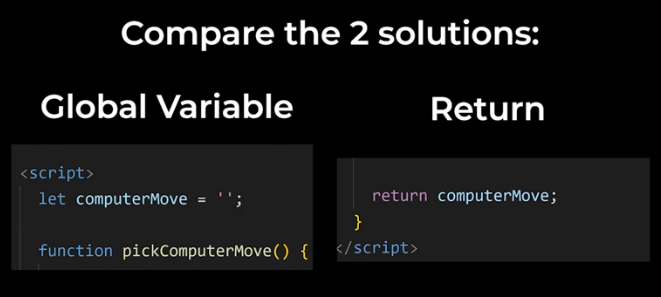 Compare the 2 solutions:
Global Variable
<script>
let computerMove = '';
function pickComputerMove() {
Return
return computerMove;
}
</script>